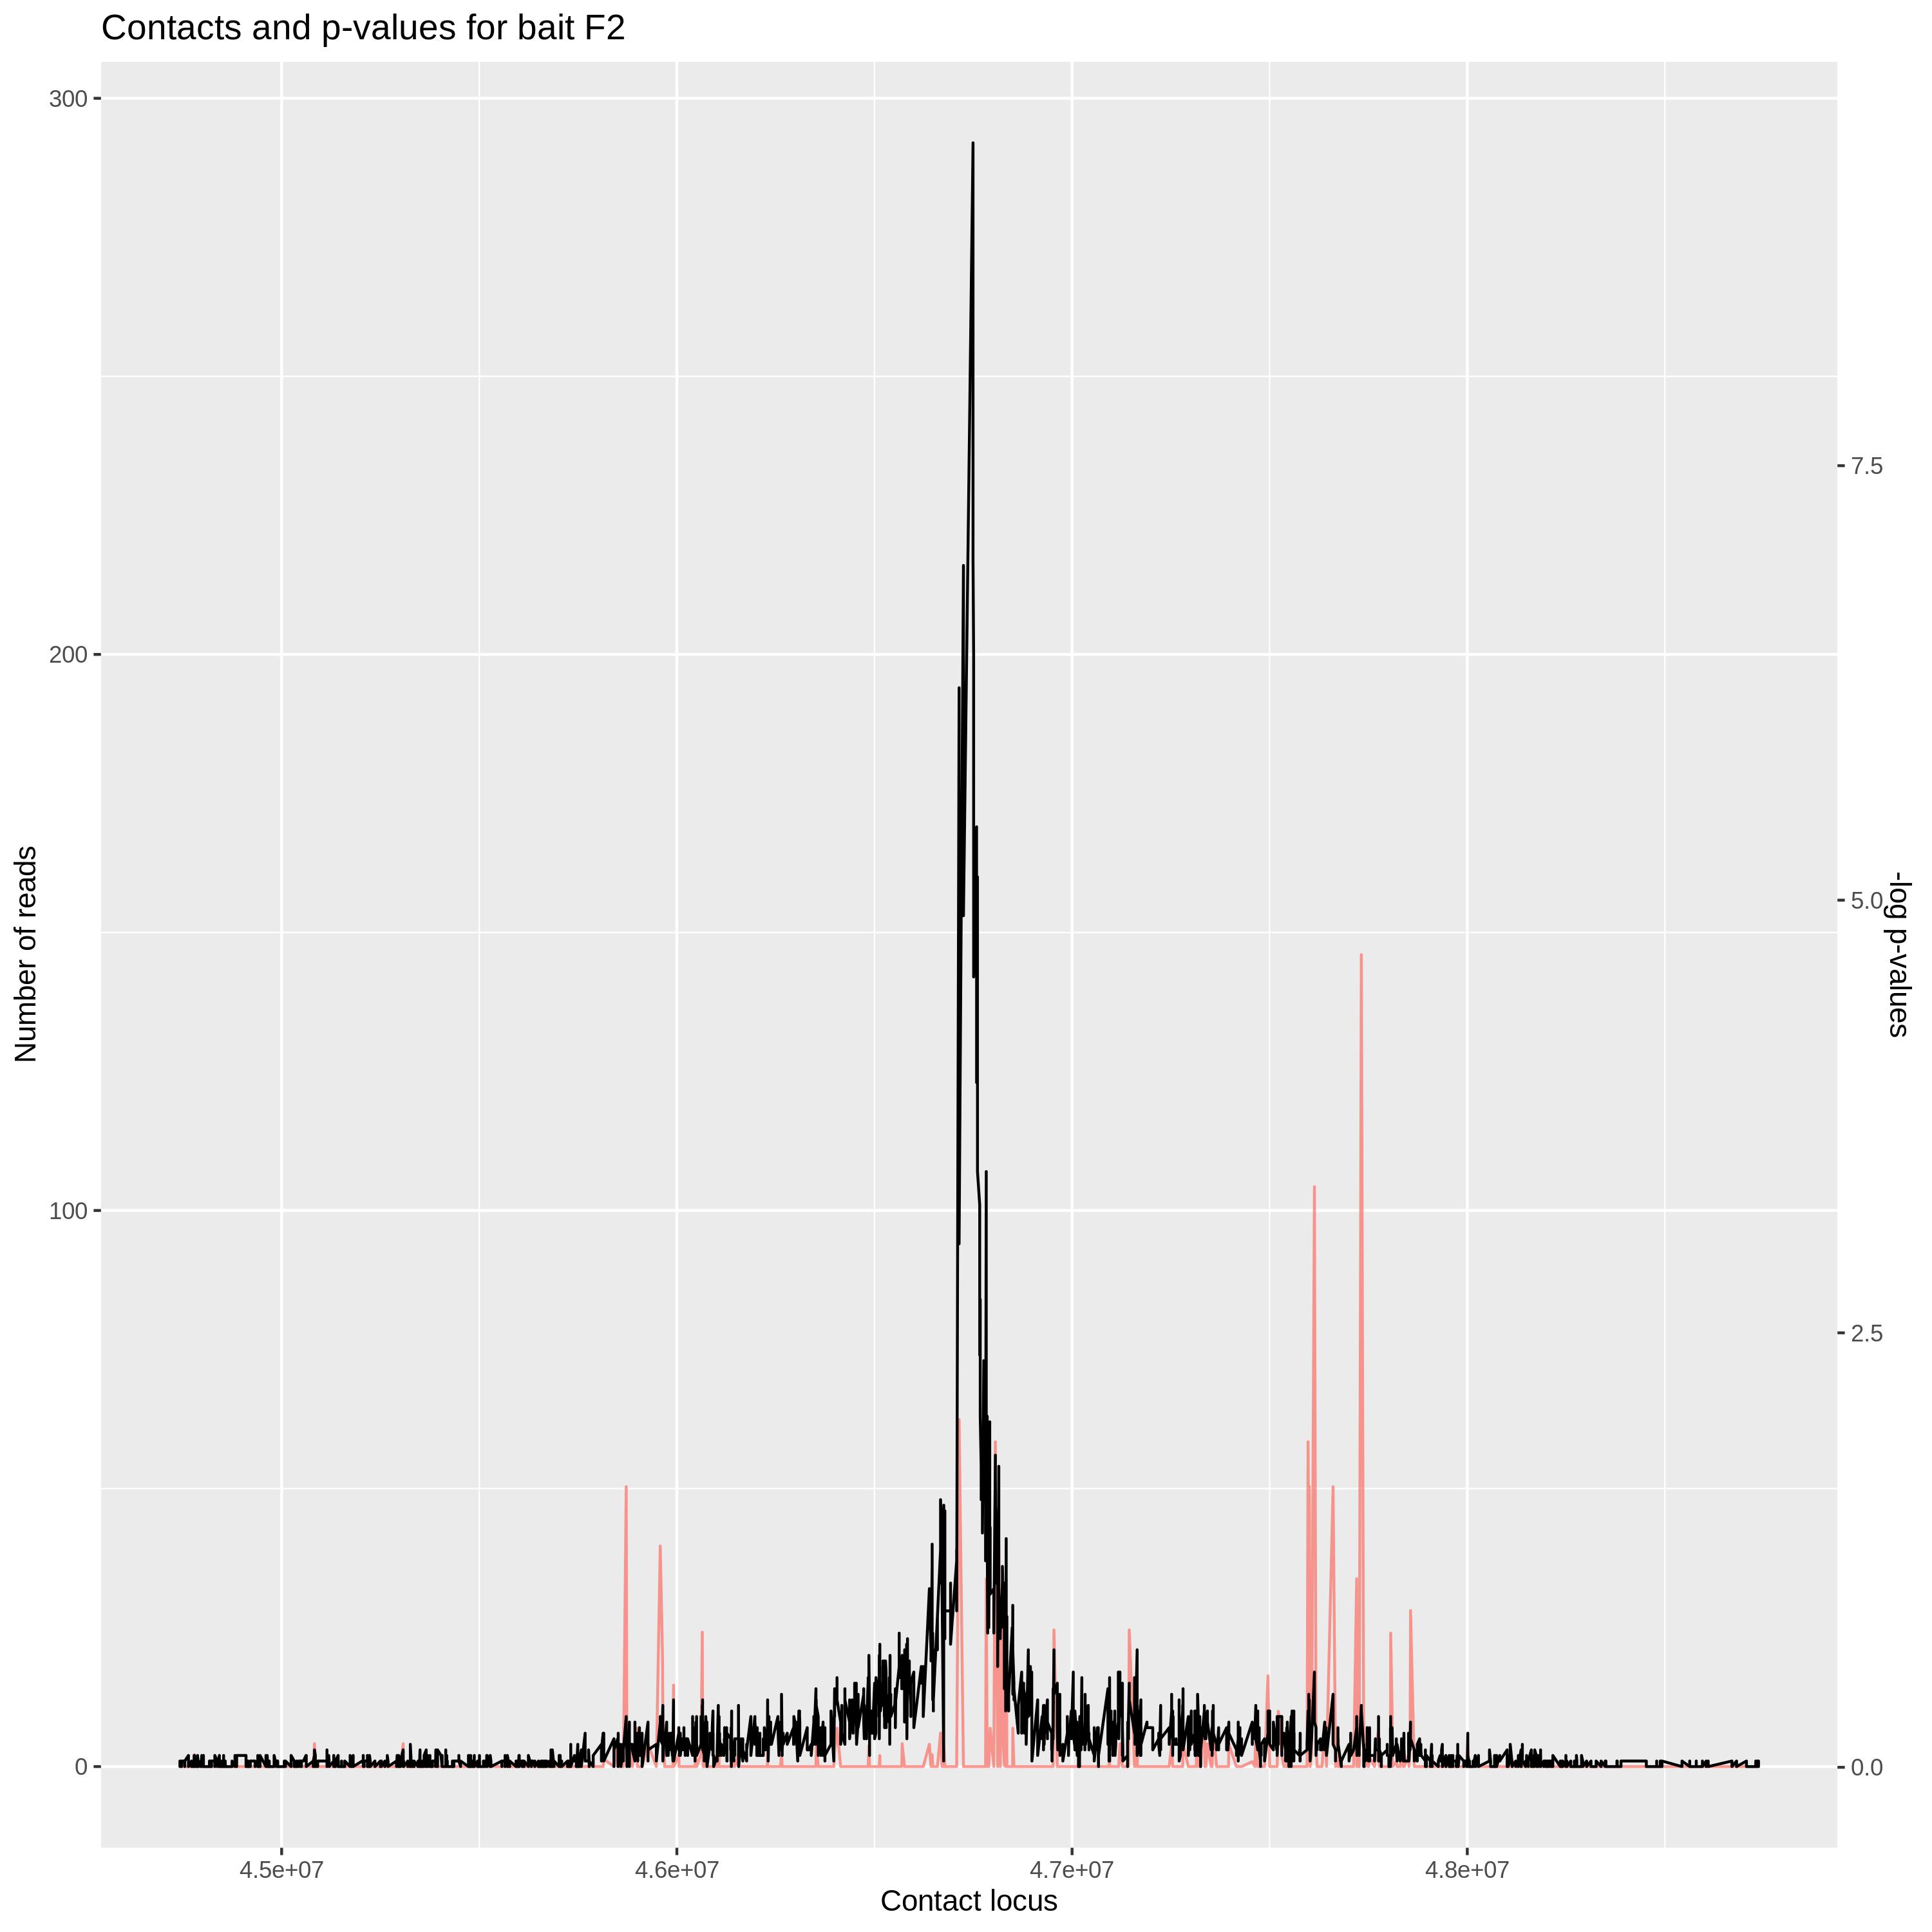 Contacts and p-values for bait F2
300
200
100
0
Number of reads
7.5
5.0
2.5
0.0
-log p-values
4.5e+07
4.6e+07
4.7e+07
4.8e+07
Contact locus